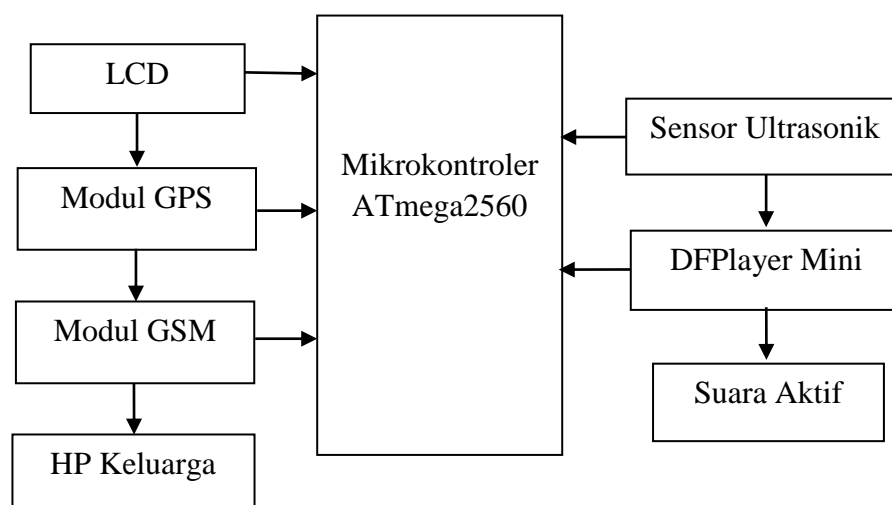 LCD
Modul GPS
Modul GSM
HP Keluarga
Mikrokontroler
ATmega2560
Sensor Ultrasonik
DFPlayer Mini
Suara Aktif